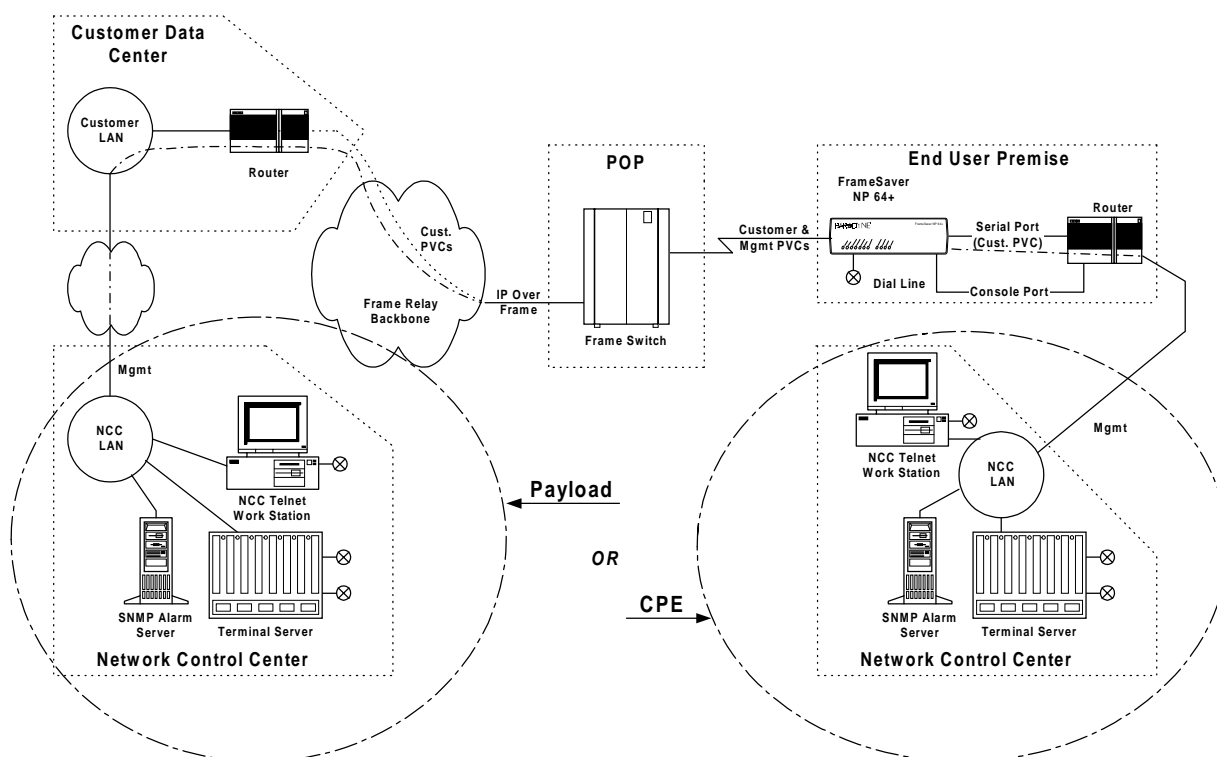 Customer Data
Center
Customer
LAN
Router
Cust.
PVCs
Frame Relay
Backbone
IP Over
Frame
POP
Frame Switch
Customer &
Mgmt PVCs
End User Premise
FrameSaver
NP 64+
Serial Port
(Cust. PVC)
Router
Dial Line
Console Port
Mgmt
NCC
LAN
NCC Telnet
Work Station
SNMP Alarm
Server
Terminal Server
Network Control Center
Payload
OR
CPE
Mgmt
NCC Telnet
Work Station
NCC
LAN
SNMP Alarm
Server
Terminal Server
Network Control Center